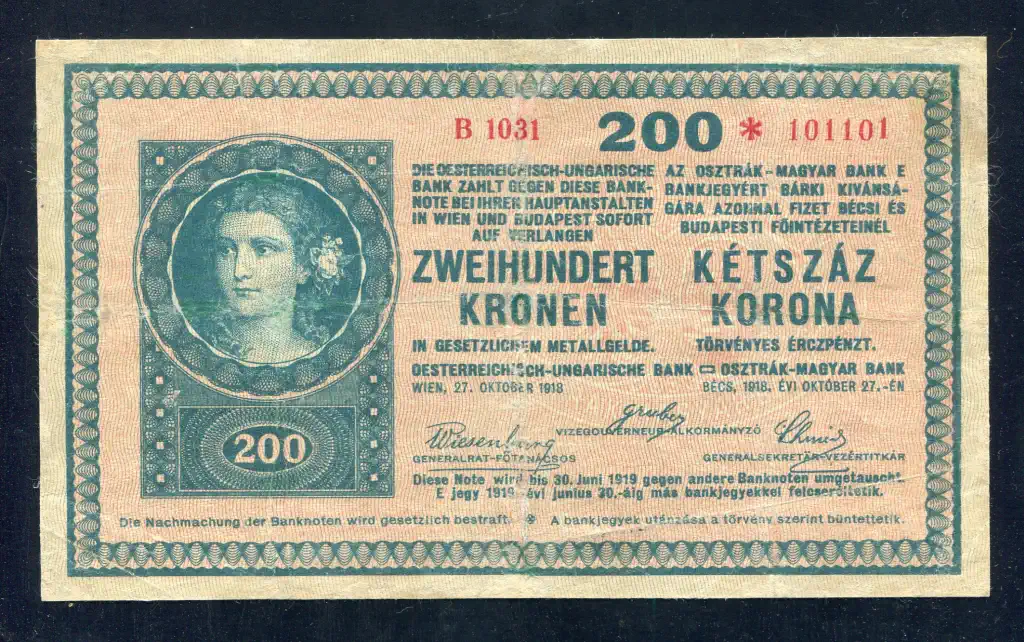 B 1031 200 * 101101
DIE OESTERREICHISCH-UNGARISCHE
BANK ZAHLT GEGEN DIESE BANK-
NOTE BEI IHREN HAUPTANSTALTEN
IN WIEN UND BUDAPEST SOFORT
AUF VERLANGEN
ZWEIHUNDERT
KRONEN
IN GESETZLICHEM METALLGELDE.
OESTERREICHISCH-UNGARISCHE BANK
WIEN, 27. OKTOBER 1918
AZ OSZTRÁK-MAGYAR BANK E
BANKJEGYÉRT BÁRKI KIVÁNSÁ-
GÁRA AZONNAL FIZET BÉCSI ÉS
BUDAPESTI FŐINTÉZETEINÉL
KÉTSZÁZ
KORONA
TÖRVÉNYES ÉRCZPÉNZT.
OSZTRÁK-MAGYAR BANK
BÉCS, 1918. ÉVI OKTÓBER 27.-ÉN
Wiesenburg
GENERALRAT-FŐTANÁCSOS
gruber
VIZEGOUVERNEUR-ALKORMÁNYZÓ
Schmid
GENERALSEKRETÄR-VEZÉRTITKÁR
200
Diese Note wird bis 30. Juni 1919 gegen andere Banknoten umgetauscht.
E jegy 1919. évi junius 30.-áig más bankjegyekkel felcseréltetik.
Die Nachmachung der Banknoten wird gesetzlich bestraft. * A bankjegyek utánzása a törvény szerint büntettetik.